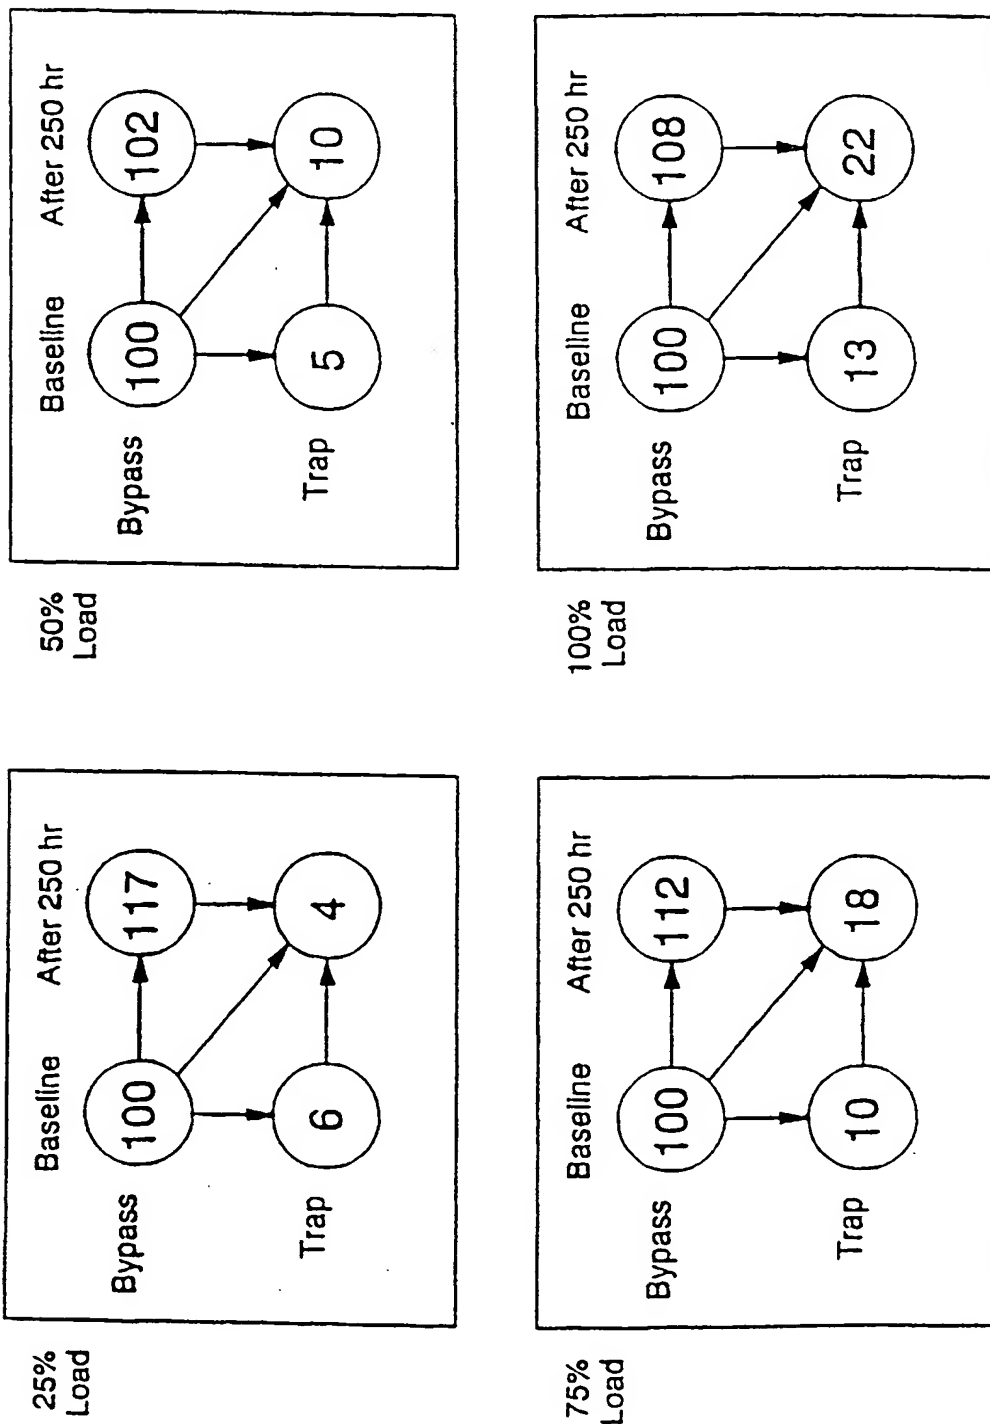 25%
Load
Baseline After 250 hr
Bypass 100 117
Trap 6 4
50%
Load
Baseline After 250 hr
Bypass 100 102
Trap 5 10
75%
Load
Baseline After 250 hr
Bypass 100 112
Trap 10 18
100%
Load
Baseline After 250 hr
Bypass 100 108
Trap 13 22